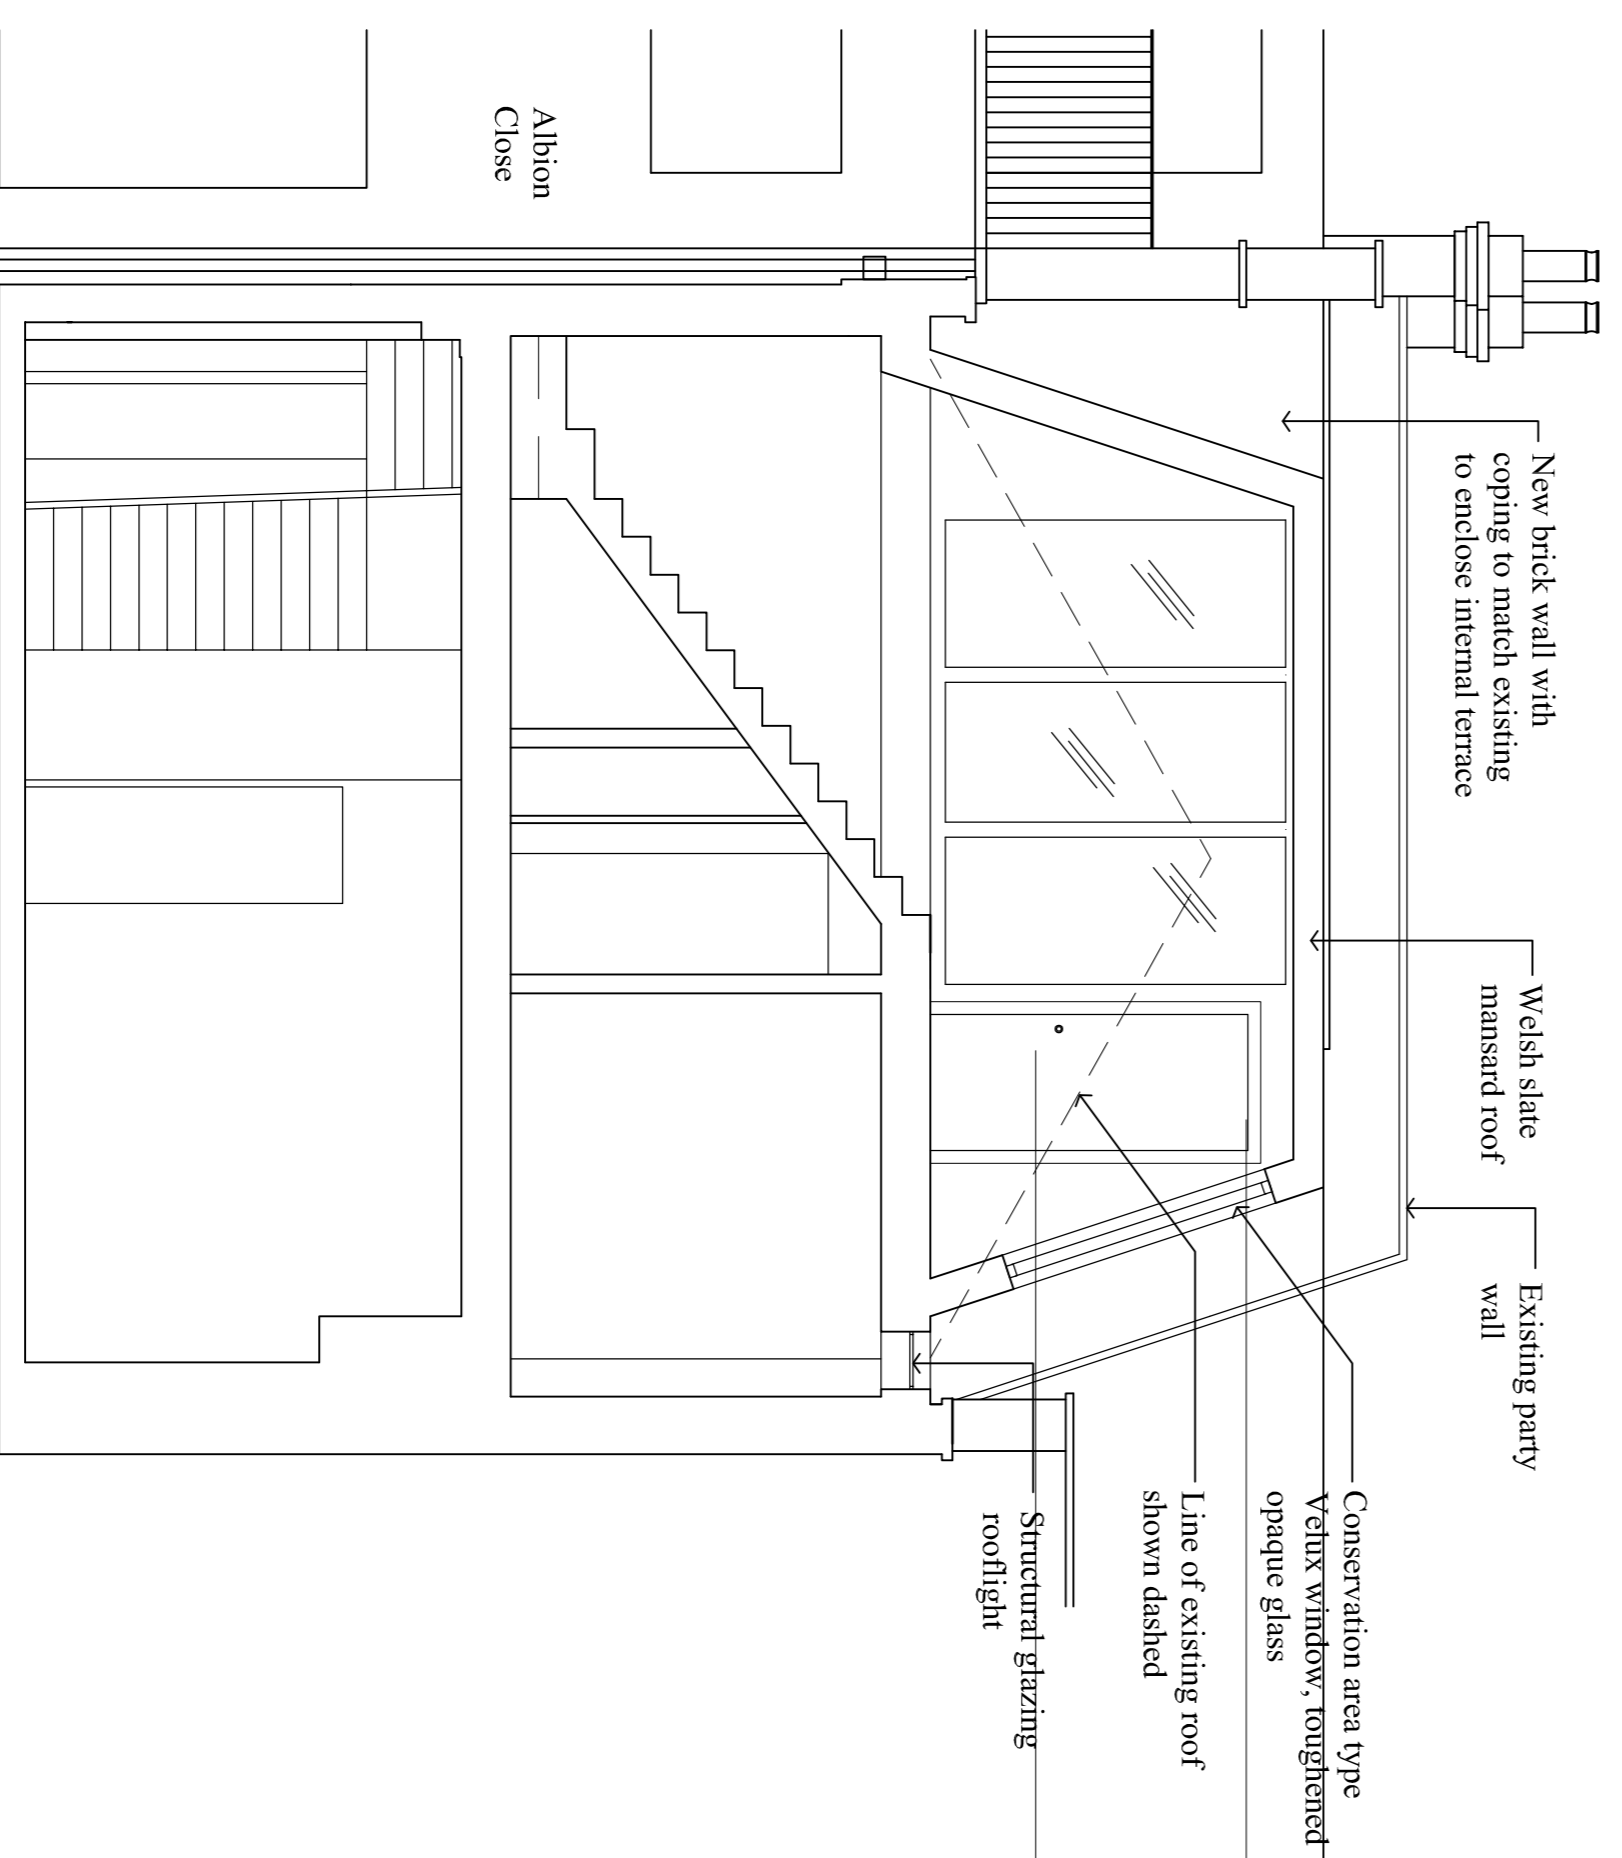 New brick wall with
coping to match existing
to enclose internal terrace
Welsh slate
mansard roof
Existing party
wall
Conservation area type
Velux window, toughened
opaque glass
Line of existing roof
shown dashed
Structural glazing
rooflight
Albion
Close